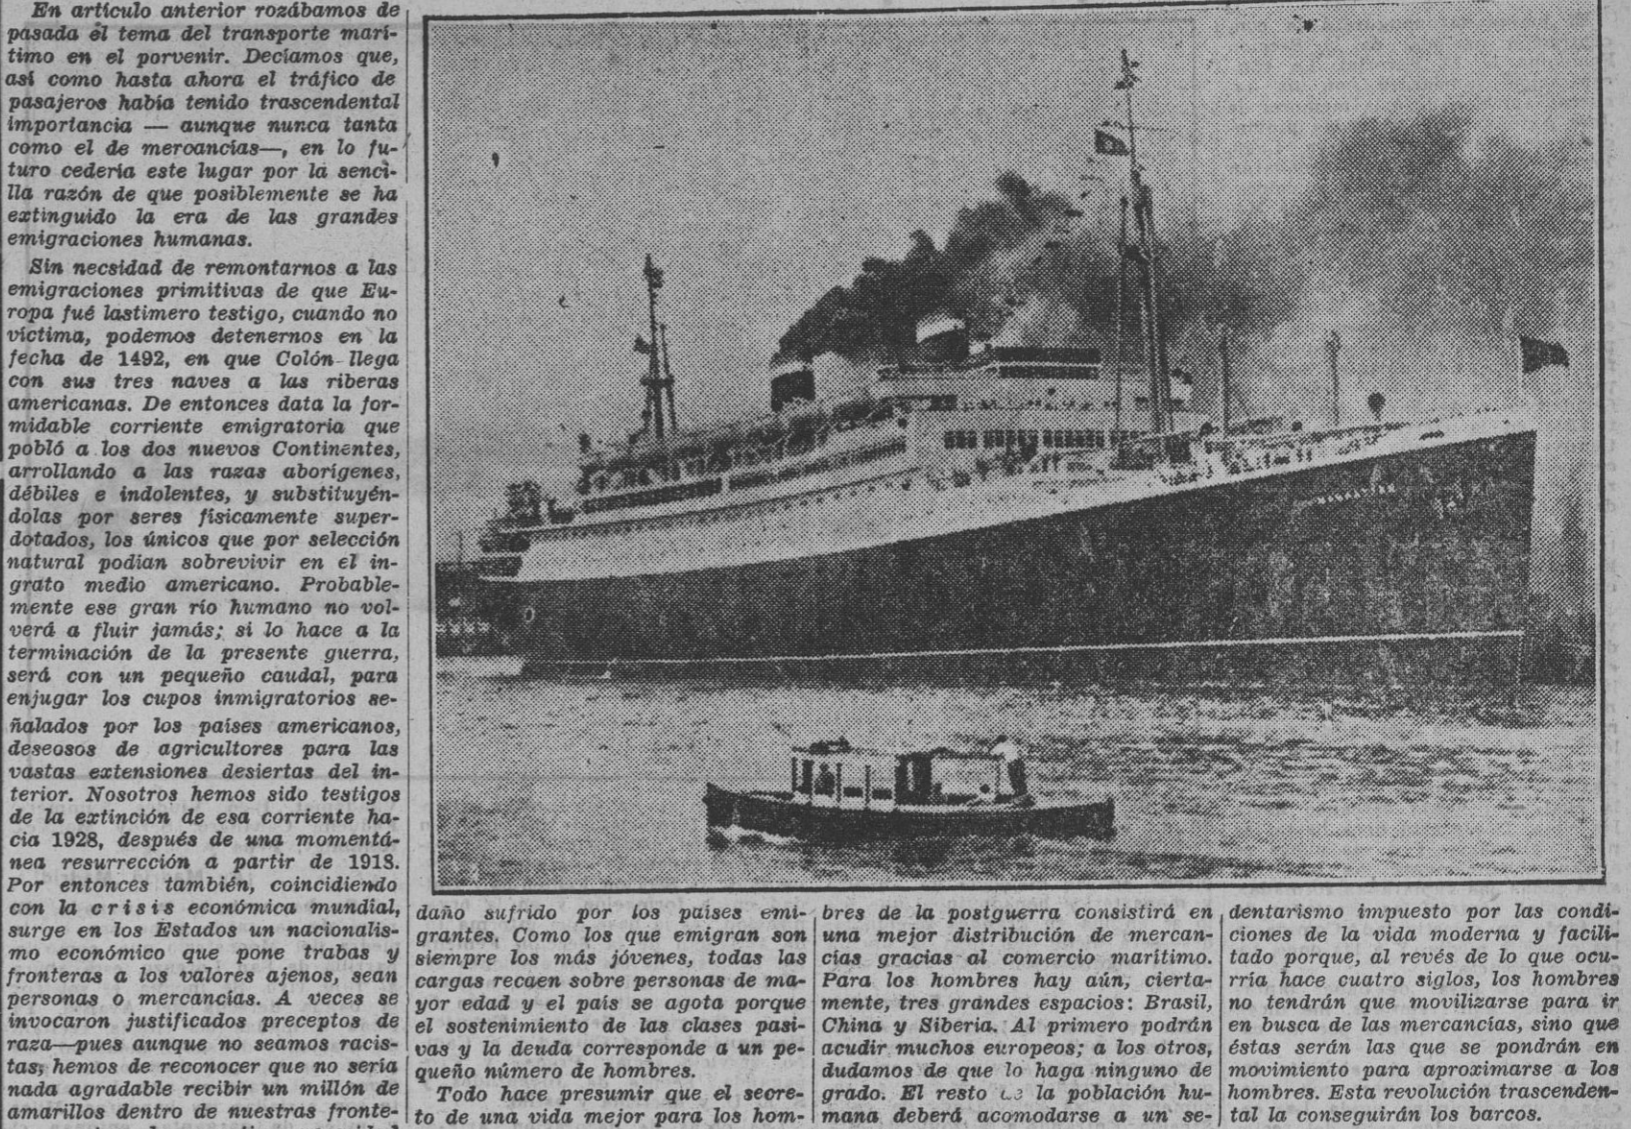 En artículo anterior rozábamos de
pasada el tema del transporte marí-
timo en el porvenir. Decíamos que,
así como hasta ahora el tráfico de
pasajeros había tenido trascendental
importancia — aunque nunca tanta
como el de mercancías—, en lo fu-
turo cedería este lugar por la senci-
lla razón de que posiblemente se ha
extinguido la era de las grandes
emigraciones humanas.
Sin necsidad de remontarnos a las
emigraciones primitivas de que Eu-
ropa fué lastimero testigo, cuando no
víctima, podemos detenernos en la
fecha de 1492, en que Colón llega
con sus tres naves a las riberas
americanas. De entonces data la for-
midable corriente emigratoria que
pobló a los dos nuevos Continentes,
arrollando a las razas aborígenes,
débiles e indolentes, y substituyén-
dolas por seres físicamente super-
dotados, los únicos que por selección
natural podían sobrevivir en el in-
grato medio americano. Probable-
mente ese gran río humano no vol-
verá a fluir jamás; si lo hace a la
terminación de la presente guerra,
será con un pequeño caudal, para
enjugar los cupos inmigratorios se-
ñalados por los países americanos,
deseosos de agricultores para las
vastas extensiones desiertas del in-
terior. Nosotros hemos sido testigos
de la extinción de esa corriente ha-
cia 1928, después de una momentá-
nea resurrección a partir de 1918.
Por entonces también, coincidiendo
con la crisis económica mundial,
surge en los Estados un nacionalis-
mo económico que pone trabas y
fronteras a los valores ajenos, sean
personas o mercancías. A veces se
invocaron justificados preceptos de
raza—pues aunque no seamos racis-
tas, hemos de reconocer que no sería
nada agradable recibir un millón de
amarillos dentro de nuestras fronte-
daño sufrido por los países emi-
grantes. Como los que emigran son
siempre los más jóvenes, todas las
cargas recaen sobre personas de ma-
yor edad y el país se agota porque
el sostenimiento de las clases pasi-
vas y la deuda corresponde a un pe-
queño número de hombres.
Todo hace presumir que el secre-
to de una vida mejor para los hom-
bres de la postguerra consistirá en
una mejor distribución de mercan-
cías gracias al comercio marítimo.
Para los hombres hay aún, cierta-
mente, tres grandes espacios: Brasil,
China y Siberia. Al primero podrán
acudir muchos europeos; a los otros,
dudamos de que lo haga ninguno de
grado. El resto de la población hu-
mana deberá acomodarse a un se-
dentarismo impuesto por las condi-
ciones de la vida moderna y facili-
tado porque, al revés de lo que ocu-
rría hace cuatro siglos, los hombres
no tendrán que movilizarse para ir
en busca de las mercancías, sino que
éstas serán las que se pondrán en
movimiento para aproximarse a los
hombres. Esta revolución trascenden-
tal la conseguirán los barcos.